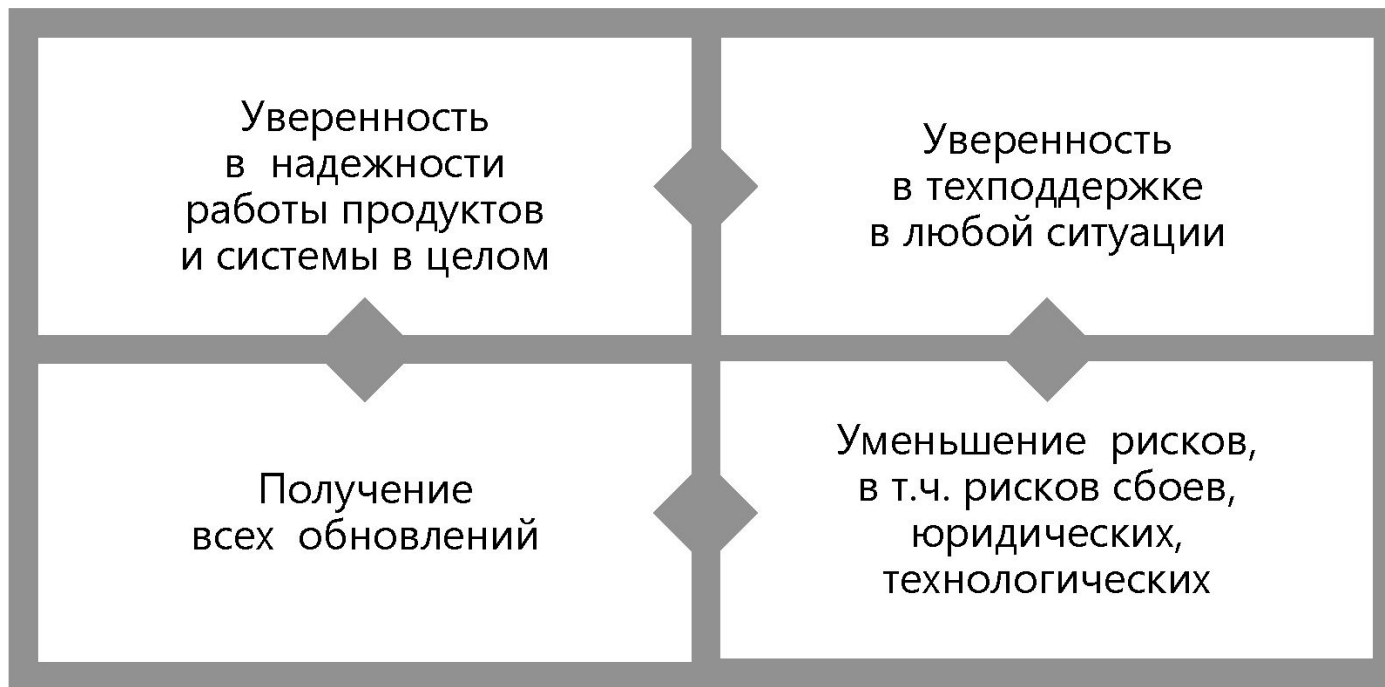 Уверенность
в надежности
работы продуктов
и системы в целом
Уверенность
в техподдержке
в любой ситуации
Получение
всех обновлений
Уменьшение рисков,
в т.ч. рисков сбоев,
юридических,
технологических